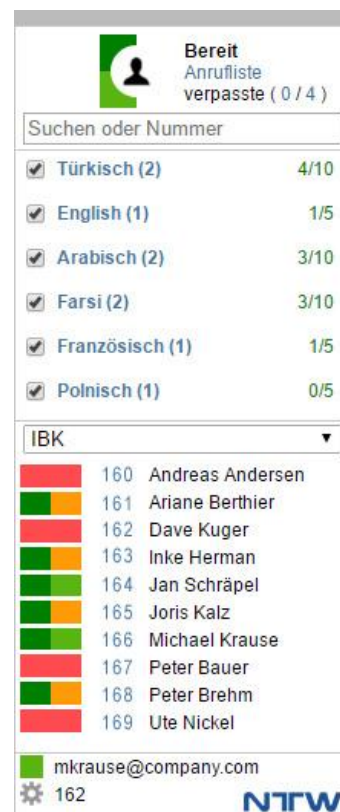 Bereit
Anrufliste
verpasste ( 0 / 4 )
Suchen oder Nummer
Türkisch (2) 4/10
English (1) 1/5
Arabisch (2) 3/10
Farsi (2) 3/10
Französisch (1) 1/5
Polnisch (1) 0/5
IBK
160 Andreas Andersen
161 Ariane Berthier
162 Dave Kuger
163 Inke Herman
164 Jan Schräpel
165 Joris Kalz
166 Michael Krause
167 Peter Bauer
168 Peter Brehm
169 Ute Nickel
mkrause@company.com
162 NTW